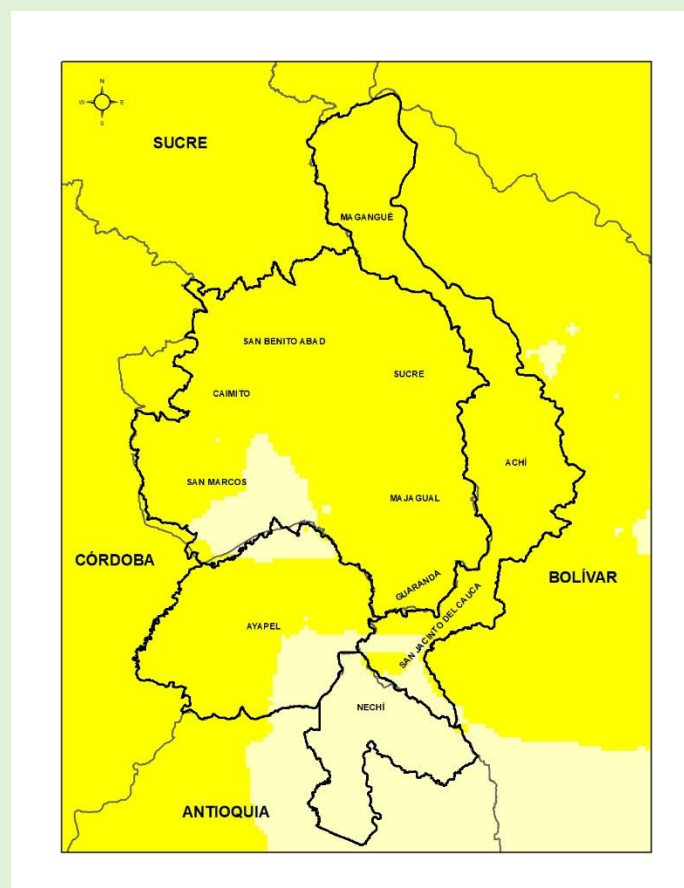 N
W E
S
SUCRE
MAGANGUÉ
SAN BENITO ABAD
SUCRE
CAIMITO
ACHÍ
SAN MARCOS
MAJAGUAL
CÓRDOBA
BOLÍVAR
GUARANDA
SAN JACINTO DEL CAUCA
AYAPEL
NECHÍ
ANTIOQUIA